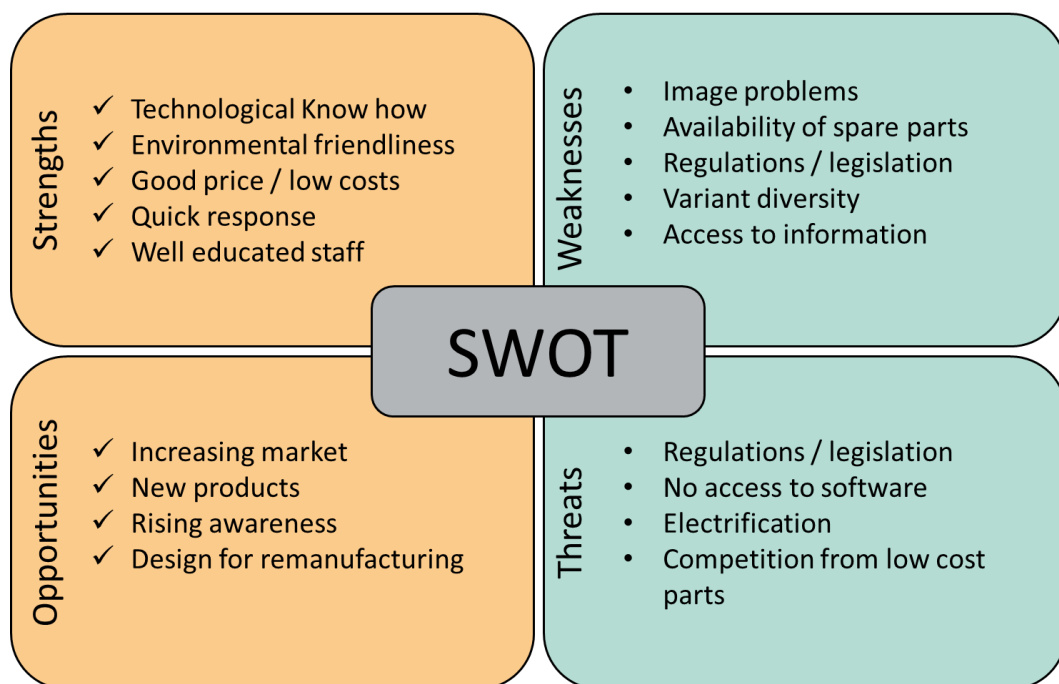 Strengths
✓ Technological Know how
✓ Environmental friendliness
✓ Good price / low costs
✓ Quick response
✓ Well educated staff
Weaknesses
• Image problems
• Availability of spare parts
• Regulations / legislation
• Variant diversity
• Access to information
SWOT
Opportunities
✓ Increasing market
✓ New products
✓ Rising awareness
✓ Design for remanufacturing
Threats
• Regulations / legislation
• No access to software
• Electrification
• Competition from low cost
parts